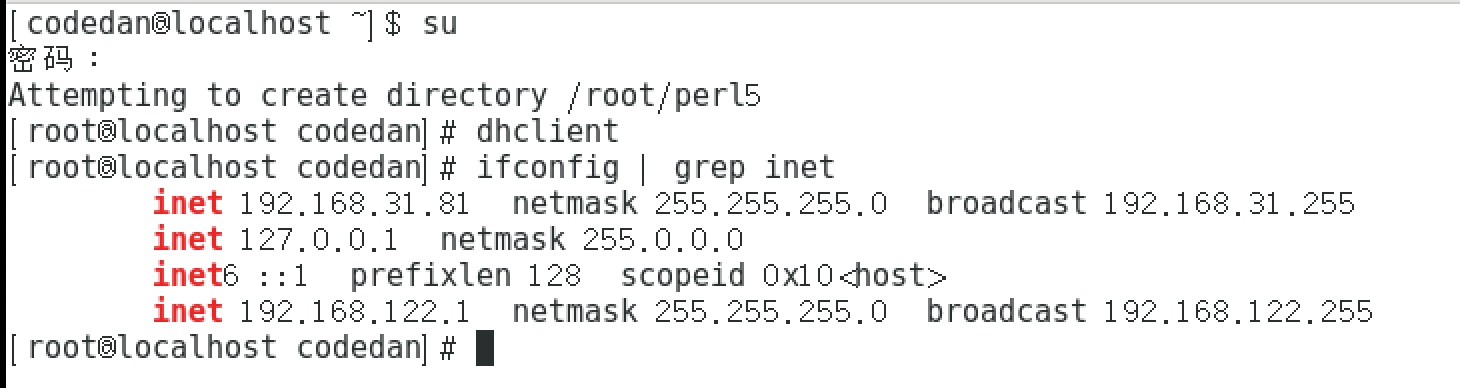 [codedan@localhost ~]$ su
密码：
Attempting to create directory /root/perl5
[root@localhost codedan]# dhclient
[root@localhost codedan]# ifconfig | grep inet
        inet 192.168.31.81  netmask 255.255.255.0  broadcast 192.168.31.255
        inet 127.0.0.1  netmask 255.0.0.0
        inet6 ::1  prefixlen 128  scopeid 0x10<host>
        inet 192.168.122.1  netmask 255.255.255.0  broadcast 192.168.122.255
[root@localhost codedan]#